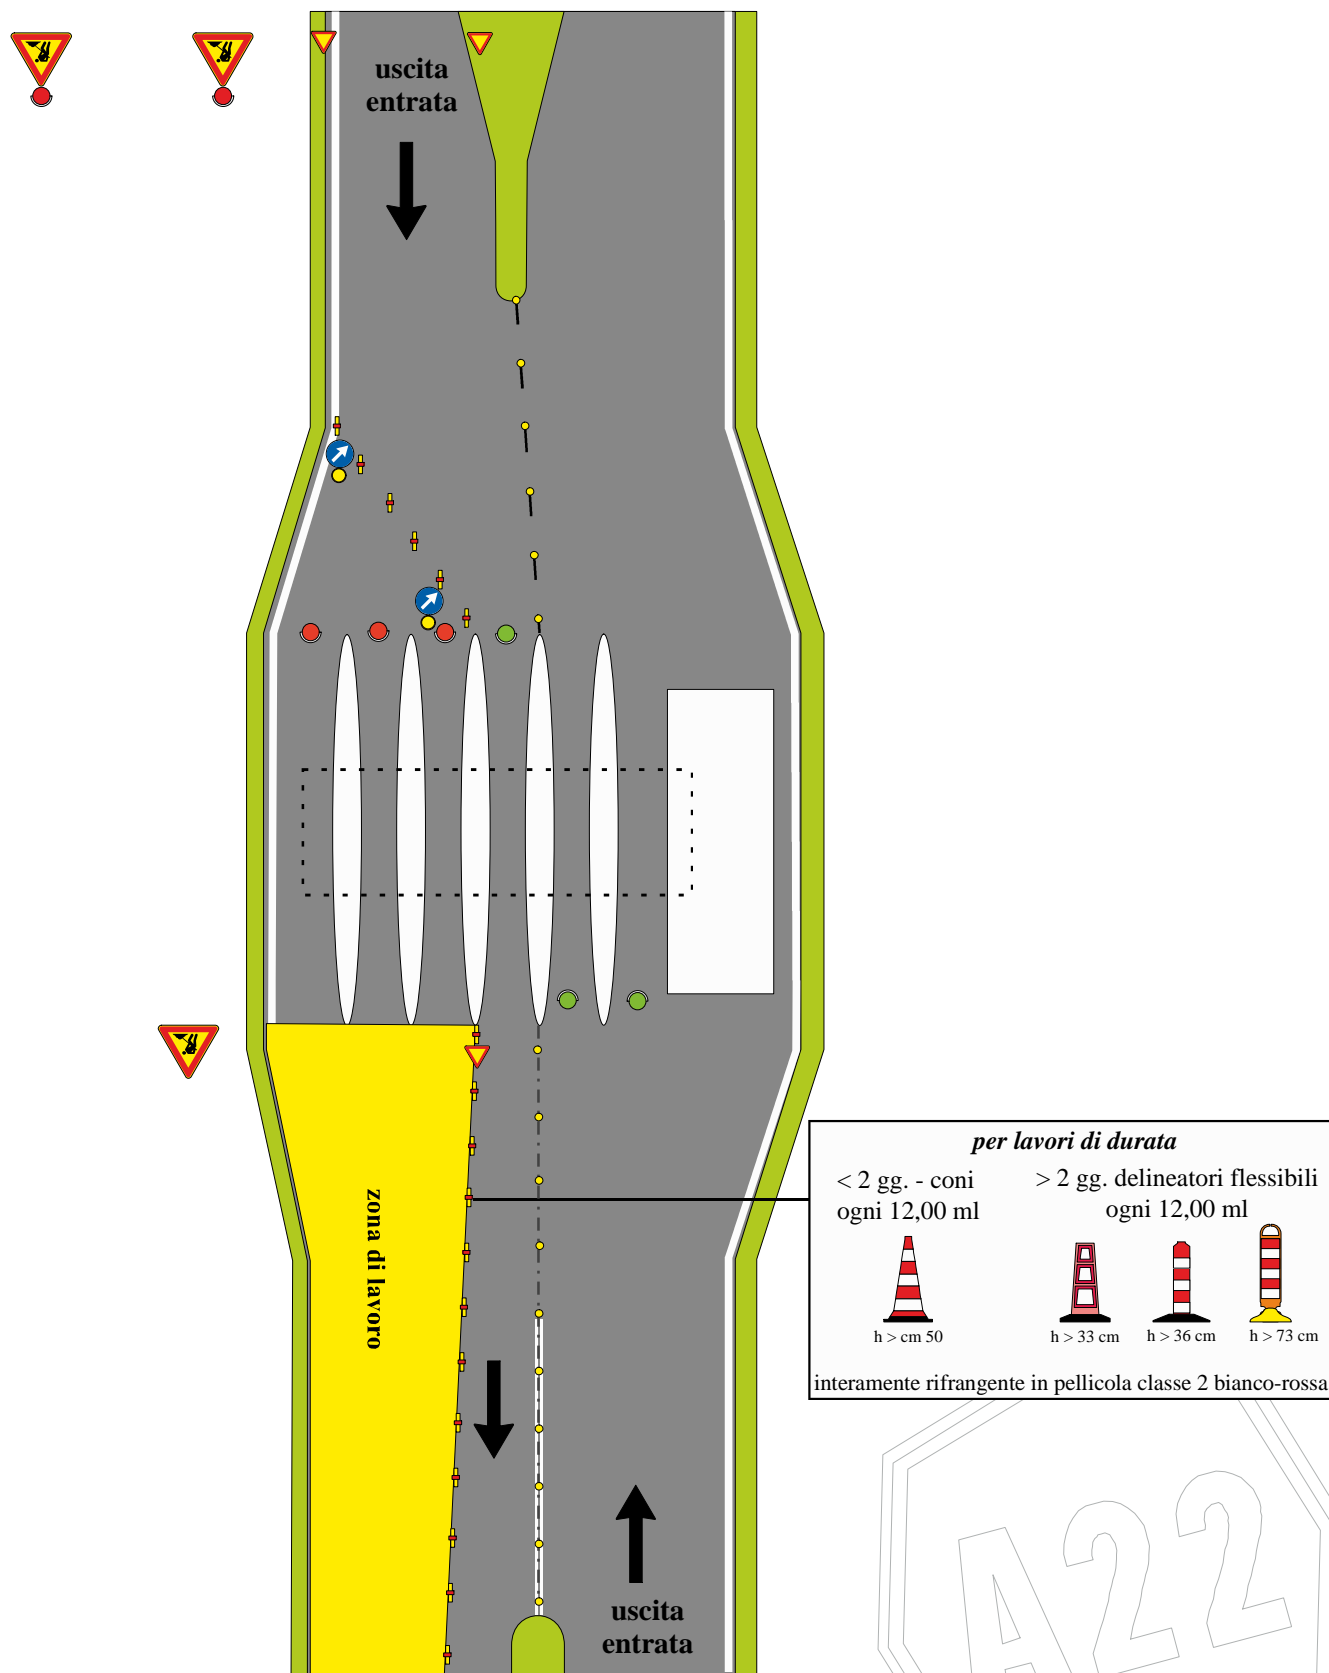 uscita
entrata
per lavori di durata
< 2 gg. - coni
ogni 12,00 ml
> 2 gg. delineatori flessibili
ogni 12,00 ml
h > cm 50
h > 33 cm
h > 36 cm
h > 73 cm
interamente rifrangente in pellicola classe 2 bianco-rossa
zona di lavoro
uscita
entrata
A22